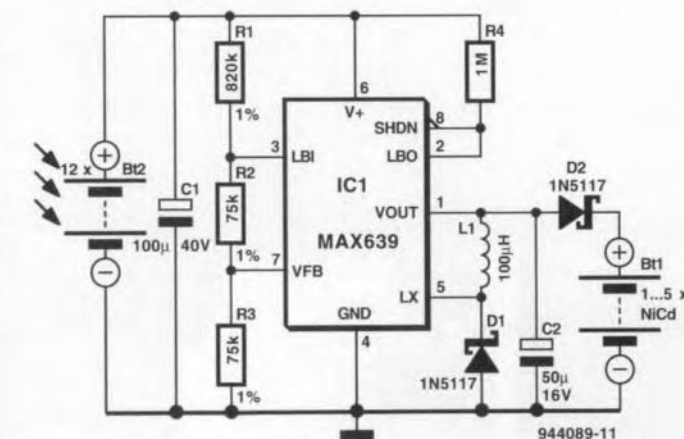 R1
R4
820k
1M
6
V+
1%
8
SHDN
3
LBI
2
LBO
12 x
Bt2
C1
IC1
D2
1N5117
R2
75k
VOUT
1
L1
MAX639
100µH
Bt1
100µ
40V
1%
7
VFB
LX
5
1...5 x
NiCd
R3
75k
GND
4
D1
C2
1N5117
50µ
16V
1%
944089-11